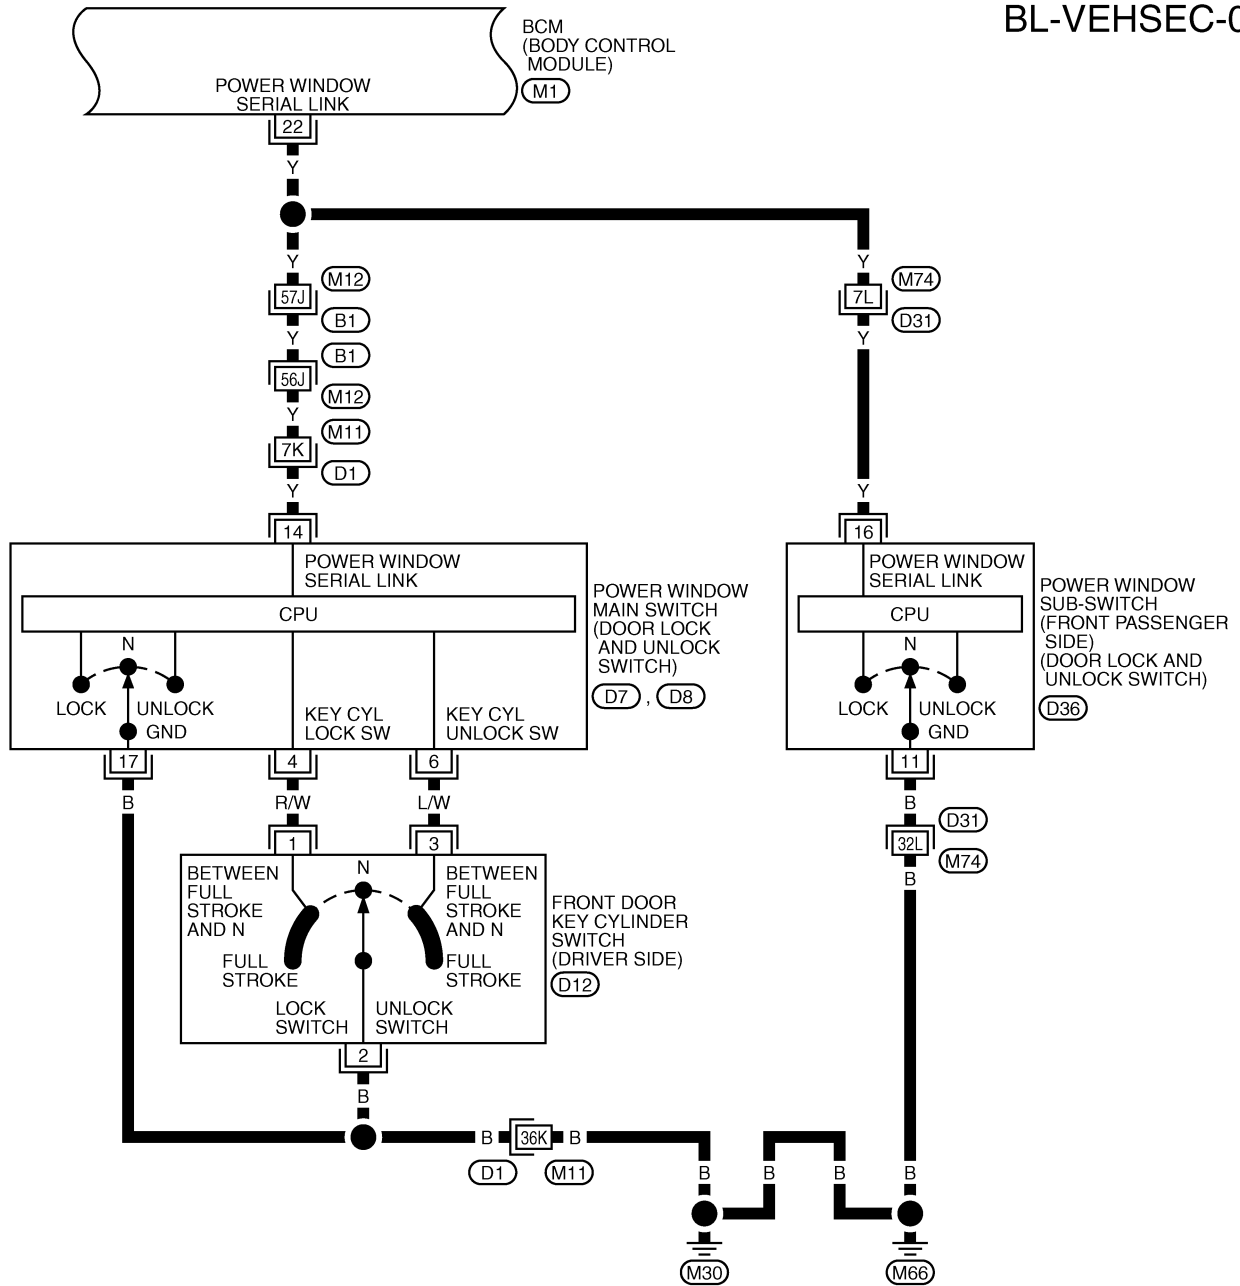 BL-VEHSEC-0
BCM
(BODY CONTROL
MODULE)
M1
POWER WINDOW
SERIAL LINK
22
Y
Y
Y
M12
57J
B1
M74
7L
D31
Y
Y
B1
56J
M12
Y
M11
7K
D1
Y
Y
14
16
POWER WINDOW
SERIAL LINK
CPU
N
LOCK
UNLOCK
GND
KEY CYL
LOCK SW
KEY CYL
UNLOCK SW
POWER WINDOW
MAIN SWITCH
(DOOR LOCK
AND UNLOCK
SWITCH)
D7 , D8
POWER WINDOW
SERIAL LINK
CPU
N
LOCK
UNLOCK
GND
POWER WINDOW
SUB-SWITCH
(FRONT PASSENGER
SIDE)
(DOOR LOCK AND
UNLOCK SWITCH)
D36
17
4
6
11
B
R/W
L/W
B
1
3
D31
32L
M74
B
BETWEEN
FULL
STROKE
AND N
N
BETWEEN
FULL
STROKE
AND N
FULL
STROKE
FULL
STROKE
LOCK
SWITCH
UNLOCK
SWITCH
FRONT DOOR
KEY CYLINDER
SWITCH
(DRIVER SIDE)
D12
2
B
B
36K
B
D1
M11
B
B
B
B
M30
M66